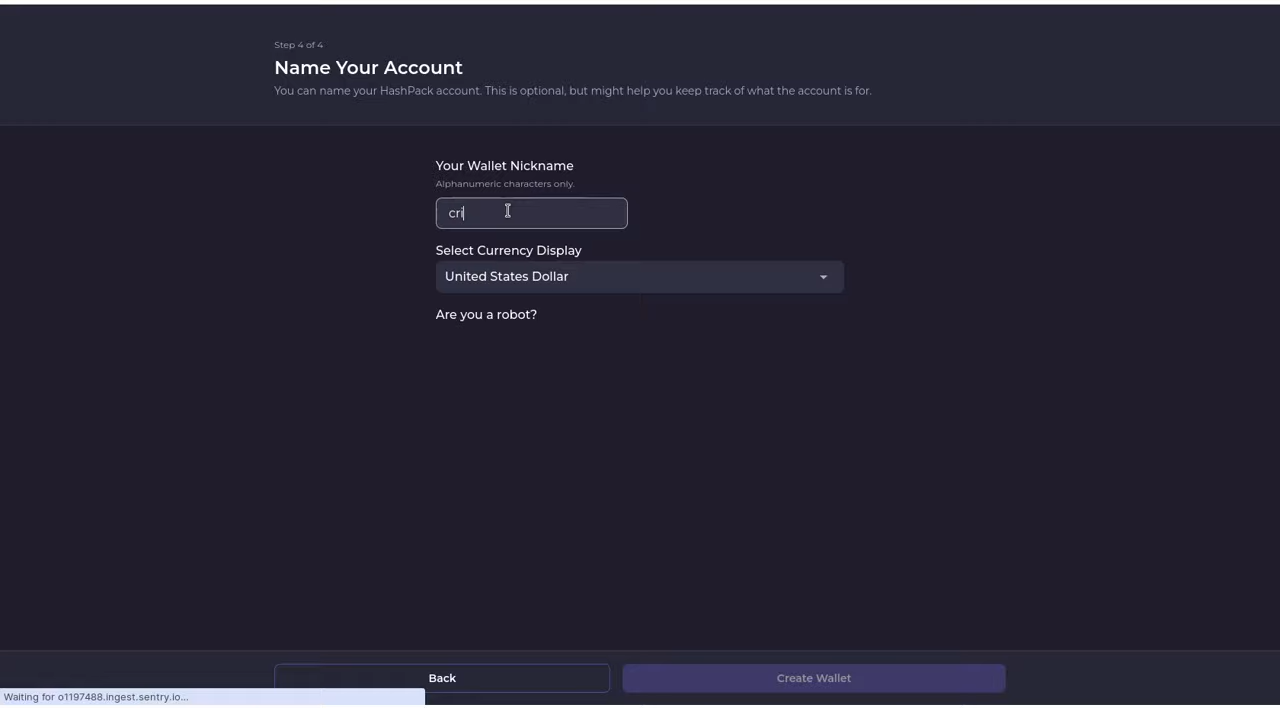 Step 4 of 4
Name Your Account
You can name your HashPack account. This is optional, but might help you keep track of what the account is for.
Your Wallet Nickname
Alphanumeric characters only.
cri
Select Currency Display
United States Dollar
Are you a robot?
Back
Create Wallet
Waiting for o1197488.ingest.sentry.io...